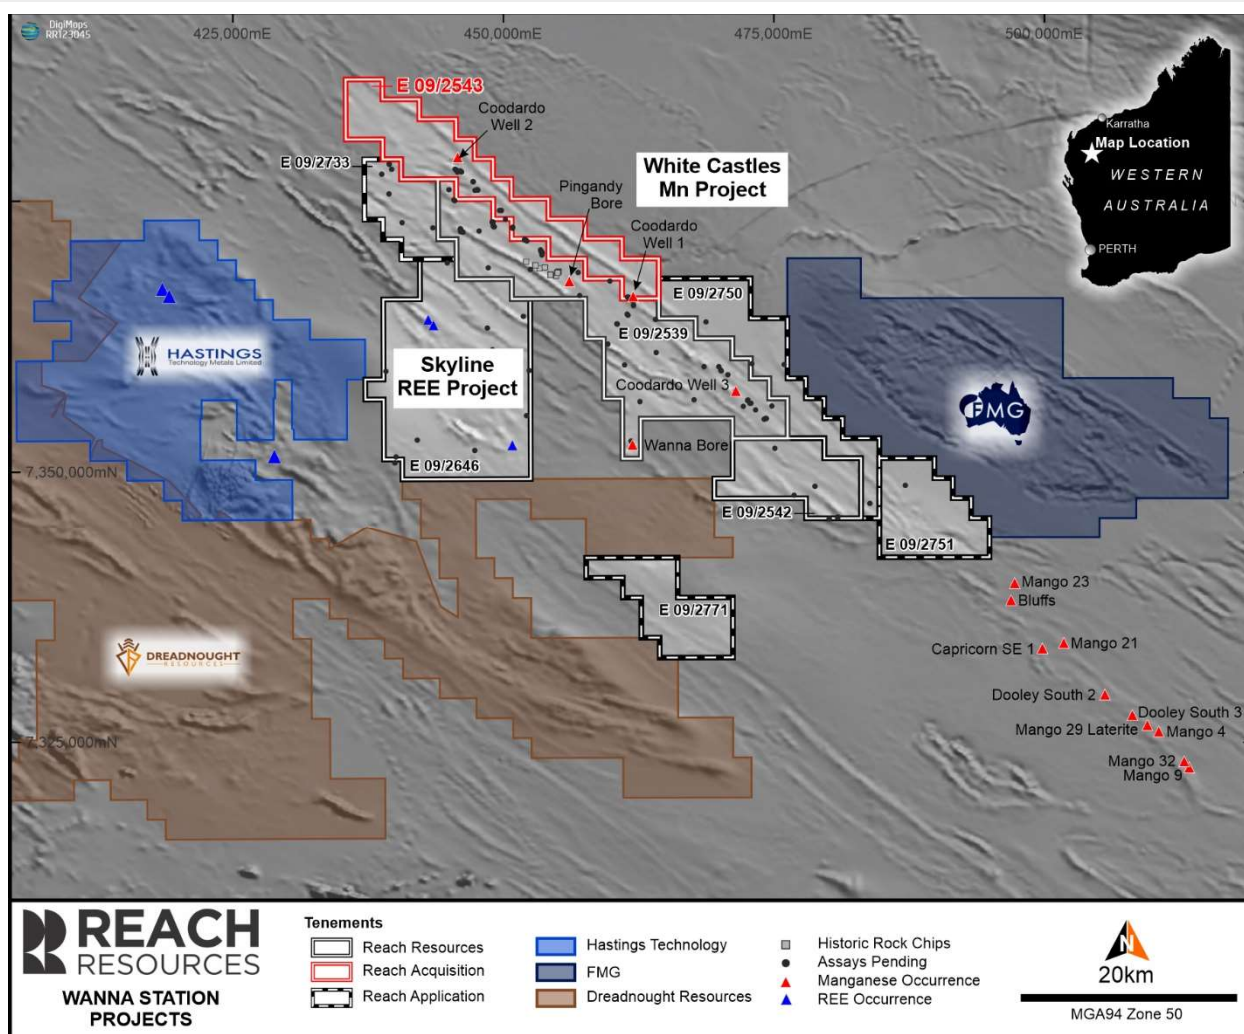 DigiMaps
RR123045
425,000mE
450,000mE
475,000mE
500,000mE
E 09/2543
Coodardo
Well 2
E 09/2733
White Castles
Mn Project
Pingandy
Bore
Coodardo
Well 1
Karratha
Map Location
WESTERN
AUSTRALIA
PERTH
E 09/2750
E 09/2539
HASTINGS
Technology Metals Limited
Skyline
REE Project
Coodardo Well 3
FMG
Wanna Bore
7,350,000mN
E 09/2646
E 09/2542
E 09/2751
E 09/2771
Mango 23
Bluffs
Capricorn SE 1
Mango 21
DREADNOUGHT
RESOURCES
Dooley South 2
Dooley South 3
Mango 29 Laterite
Mango 4
7,325,000mN
Mango 32
Mango 9
REACH
RESOURCES
WANNA STATION
PROJECTS
Tenements
Reach Resources
Reach Acquisition
Reach Application
Hastings Technology
FMG
Dreadnought Resources
Historic Rock Chips
Assays Pending
Manganese Occurrence
REE Occurrence
N
20km
MGA94 Zone 50